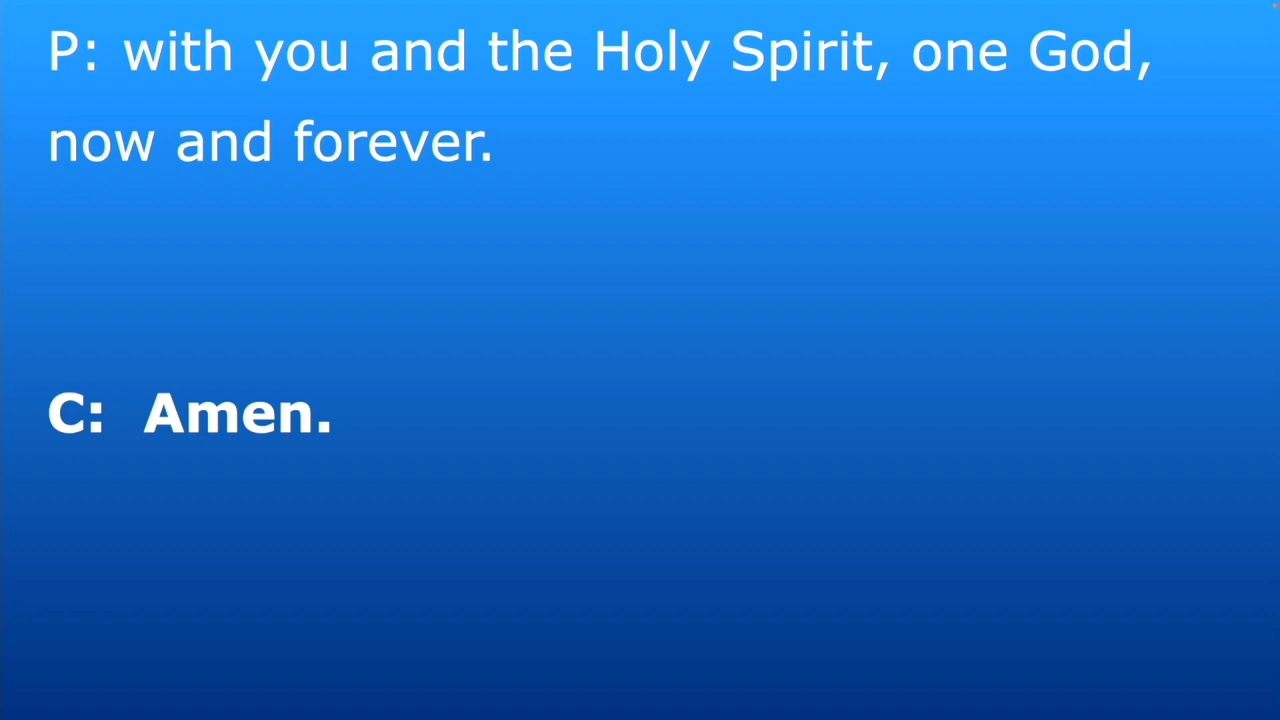 P: with you and the Holy Spirit, one God,
now and forever.
C: Amen.